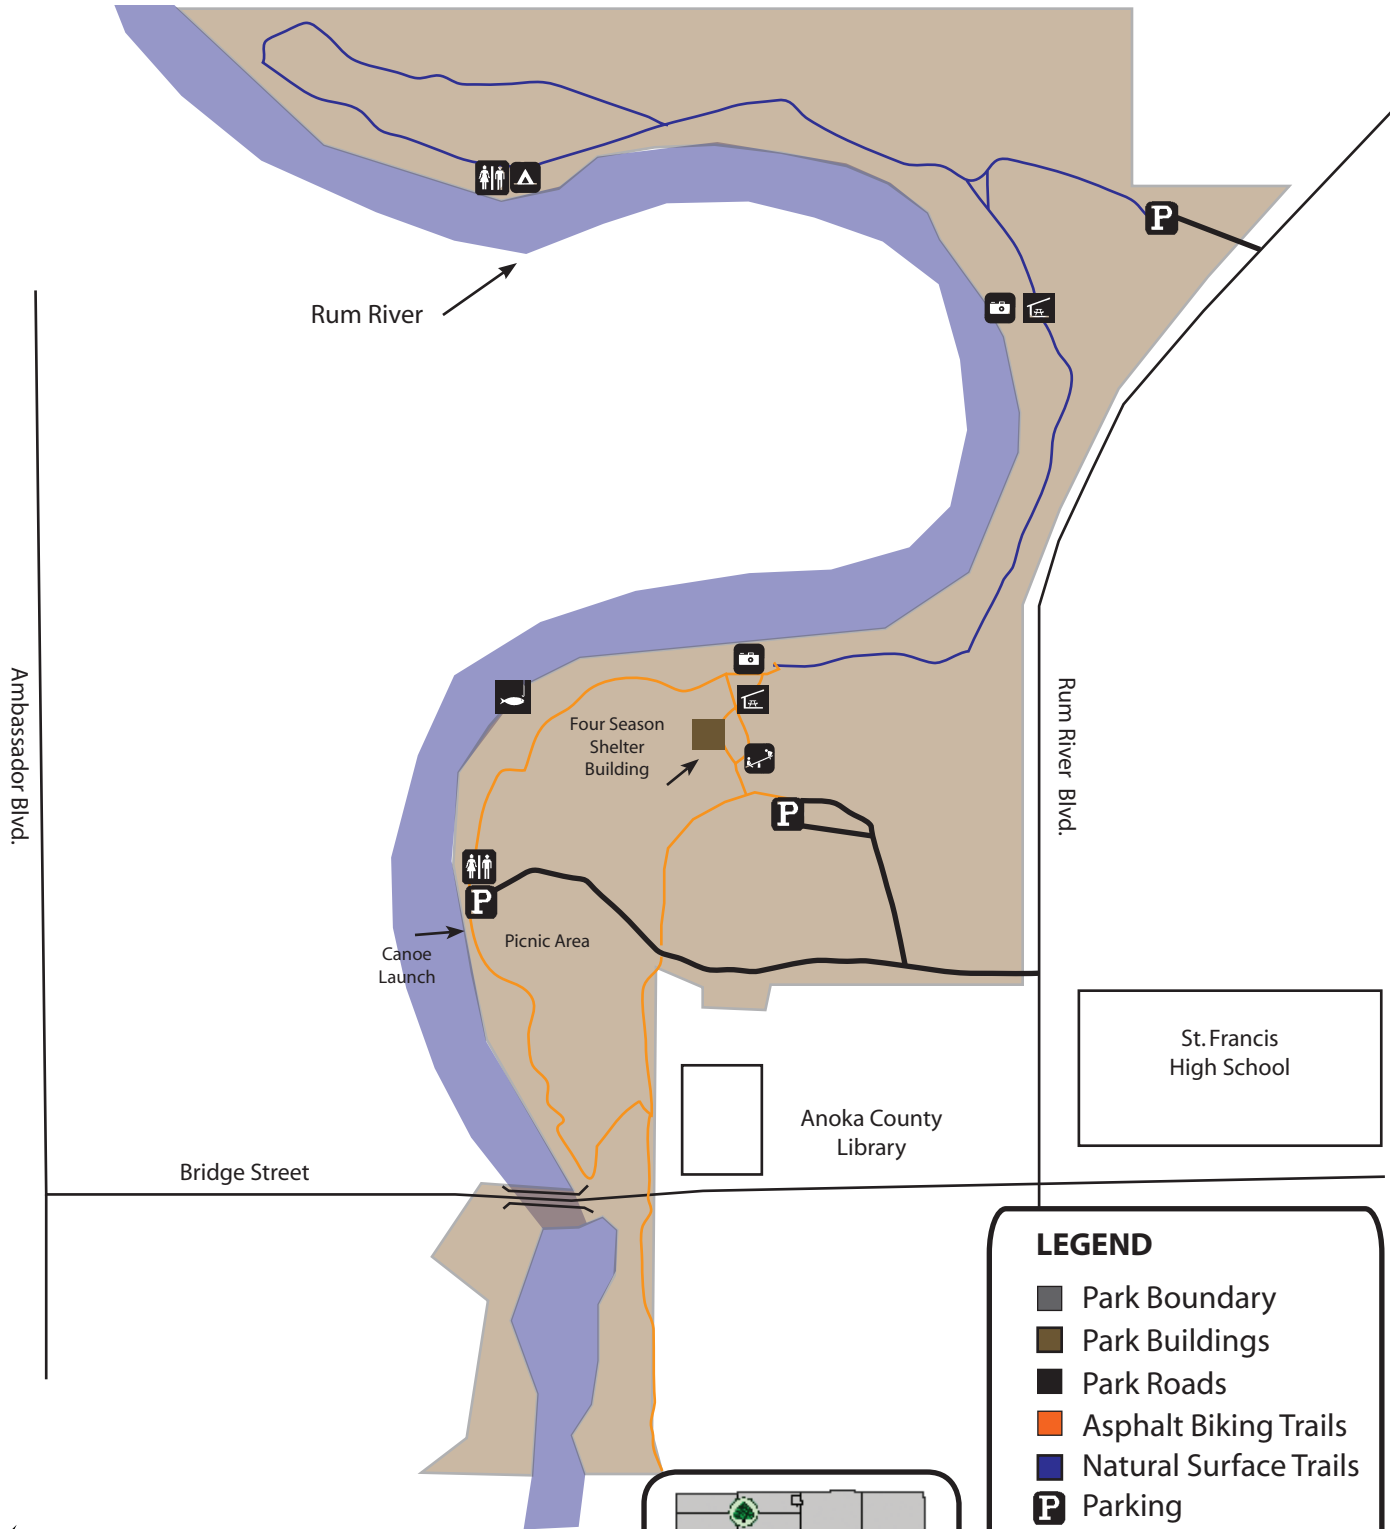 Rum River
Ambassador Blvd.
Four Season
Shelter
Building
Rum River Blvd.
P
P
P
Canoe
Launch
Picnic Area
St. Francis
High School
Anoka County
Library
Bridge Street
LEGEND
Park Boundary
Park Buildings
Park Roads
Asphalt Biking Trails
Natural Surface Trails
P Parking